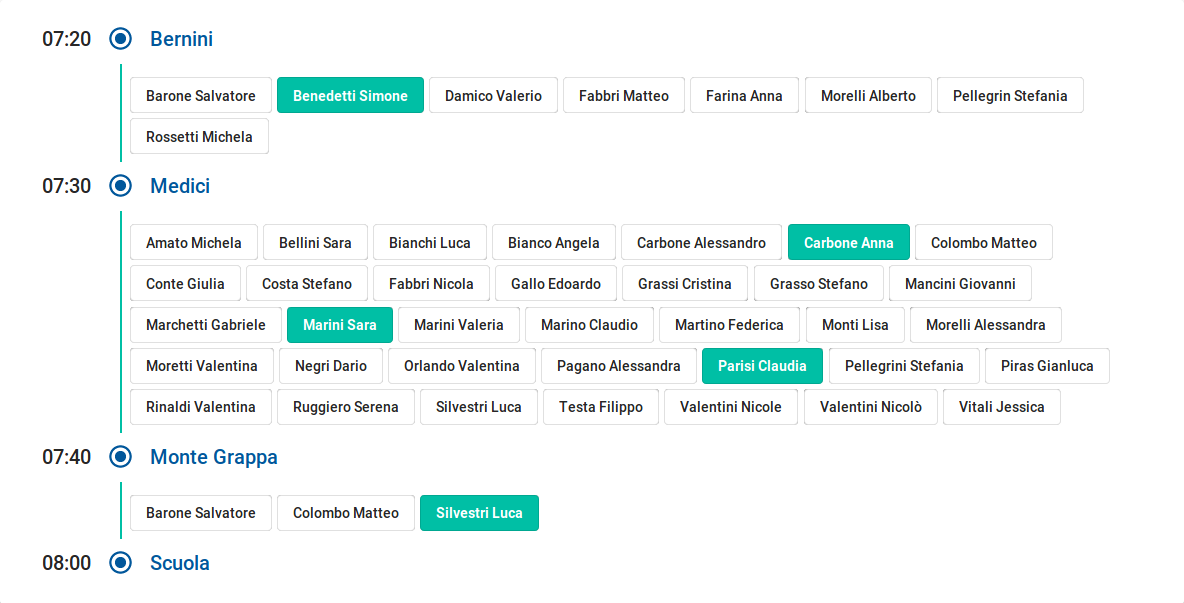 07:20 Bernini
Barone Salvatore Benedetti Simone Damico Valerio Fabbri Matteo Farina Anna Morelli Alberto Pellegrin Stefania
Rossetti Michela
07:30 Medici
Amato Michela Bellini Sara Bianchi Luca Bianco Angela Carbone Alessandro Carbone Anna Colombo Matteo
Conte Giulia Costa Stefano Fabbri Nicola Gallo Edoardo Grassi Cristina Grasso Stefano Mancini Giovanni
Marchetti Gabriele Marini Sara Marini Valeria Marino Claudio Martino Federica Monti Lisa Morelli Alessandra
Moretti Valentina Negri Dario Orlando Valentina Pagano Alessandra Parisi Claudia Pellegrini Stefania Piras Gianluca
Rinaldi Valentina Ruggiero Serena Silvestri Luca Testa Filippo Valentini Nicole Valentini Nicolò Vitali Jessica
07:40 Monte Grappa
Barone Salvatore Colombo Matteo Silvestri Luca
08:00 Scuola